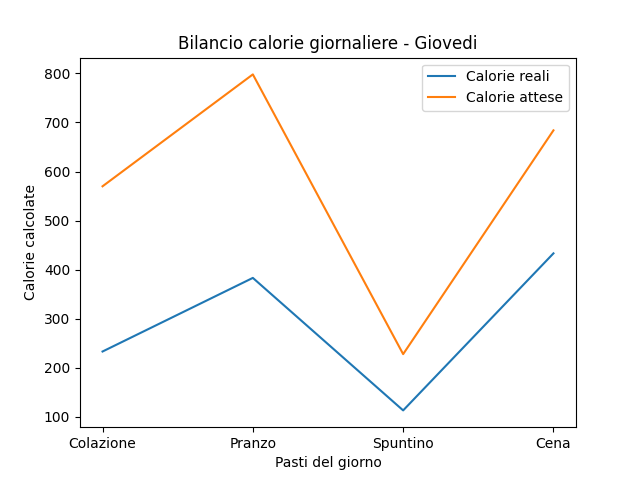 Bilancio calorie giornaliere - Giovedi
Calorie reali
Calorie attese
800
700
600
500
400
300
200
100
Calorie calcolate
Colazione Pranzo Spuntino Cena
Pasti del giorno